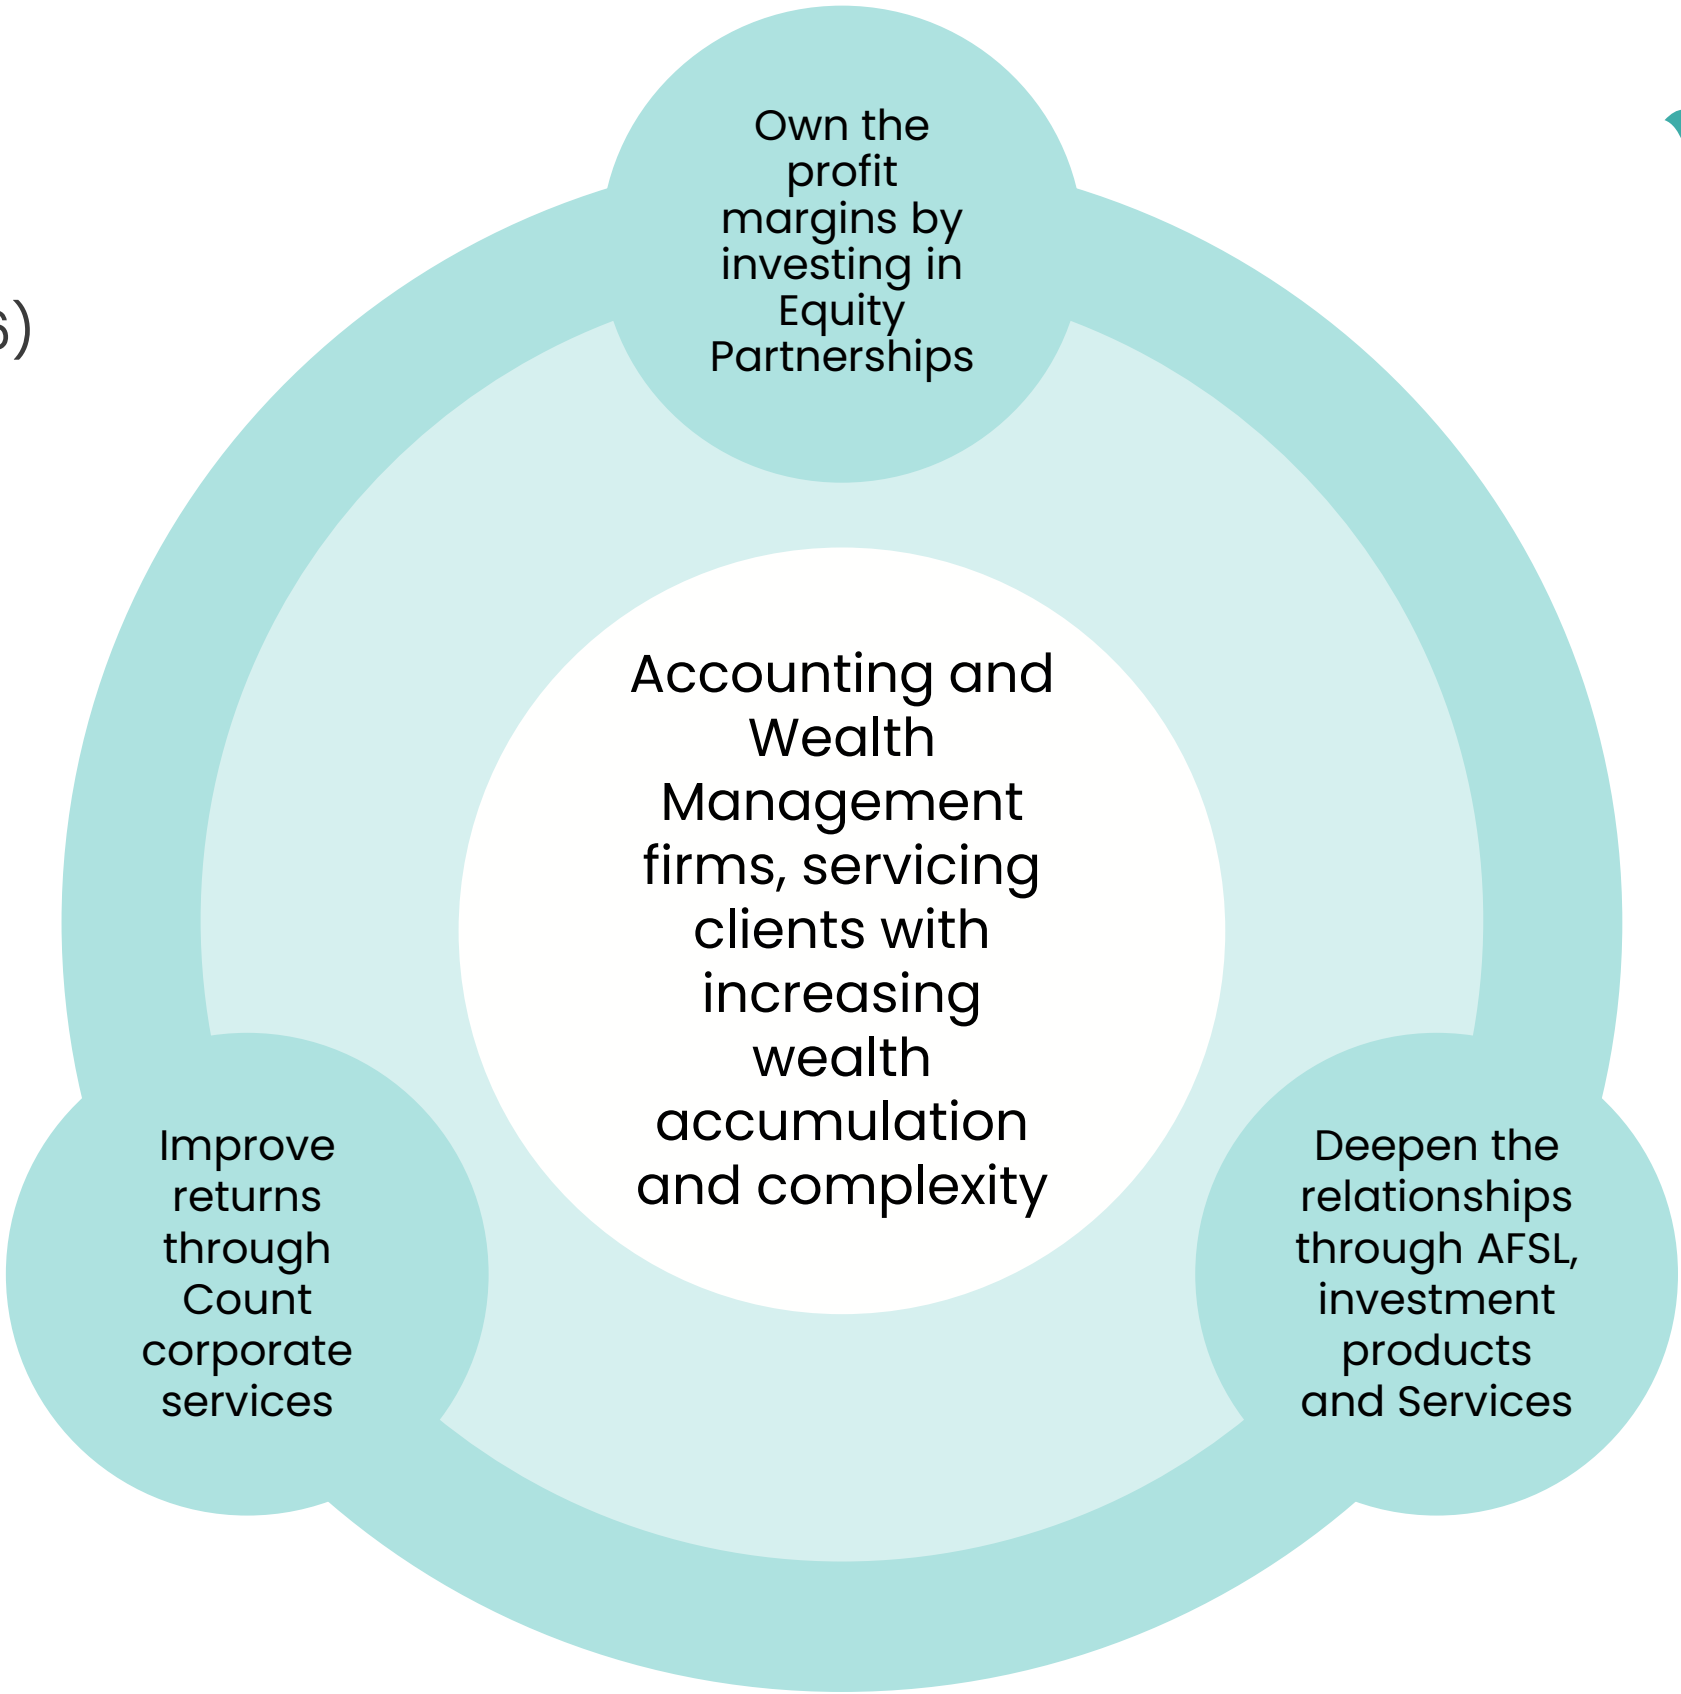 Own the
profit
margins by
investing in
Equity
Partnerships
Accounting and
Wealth
Management
firms, servicing
clients with
increasing
wealth
accumulation
and complexity
Improve
returns
through
Count
corporate
services
Deepen the
relationships
through AFSL,
investment
products
and Services